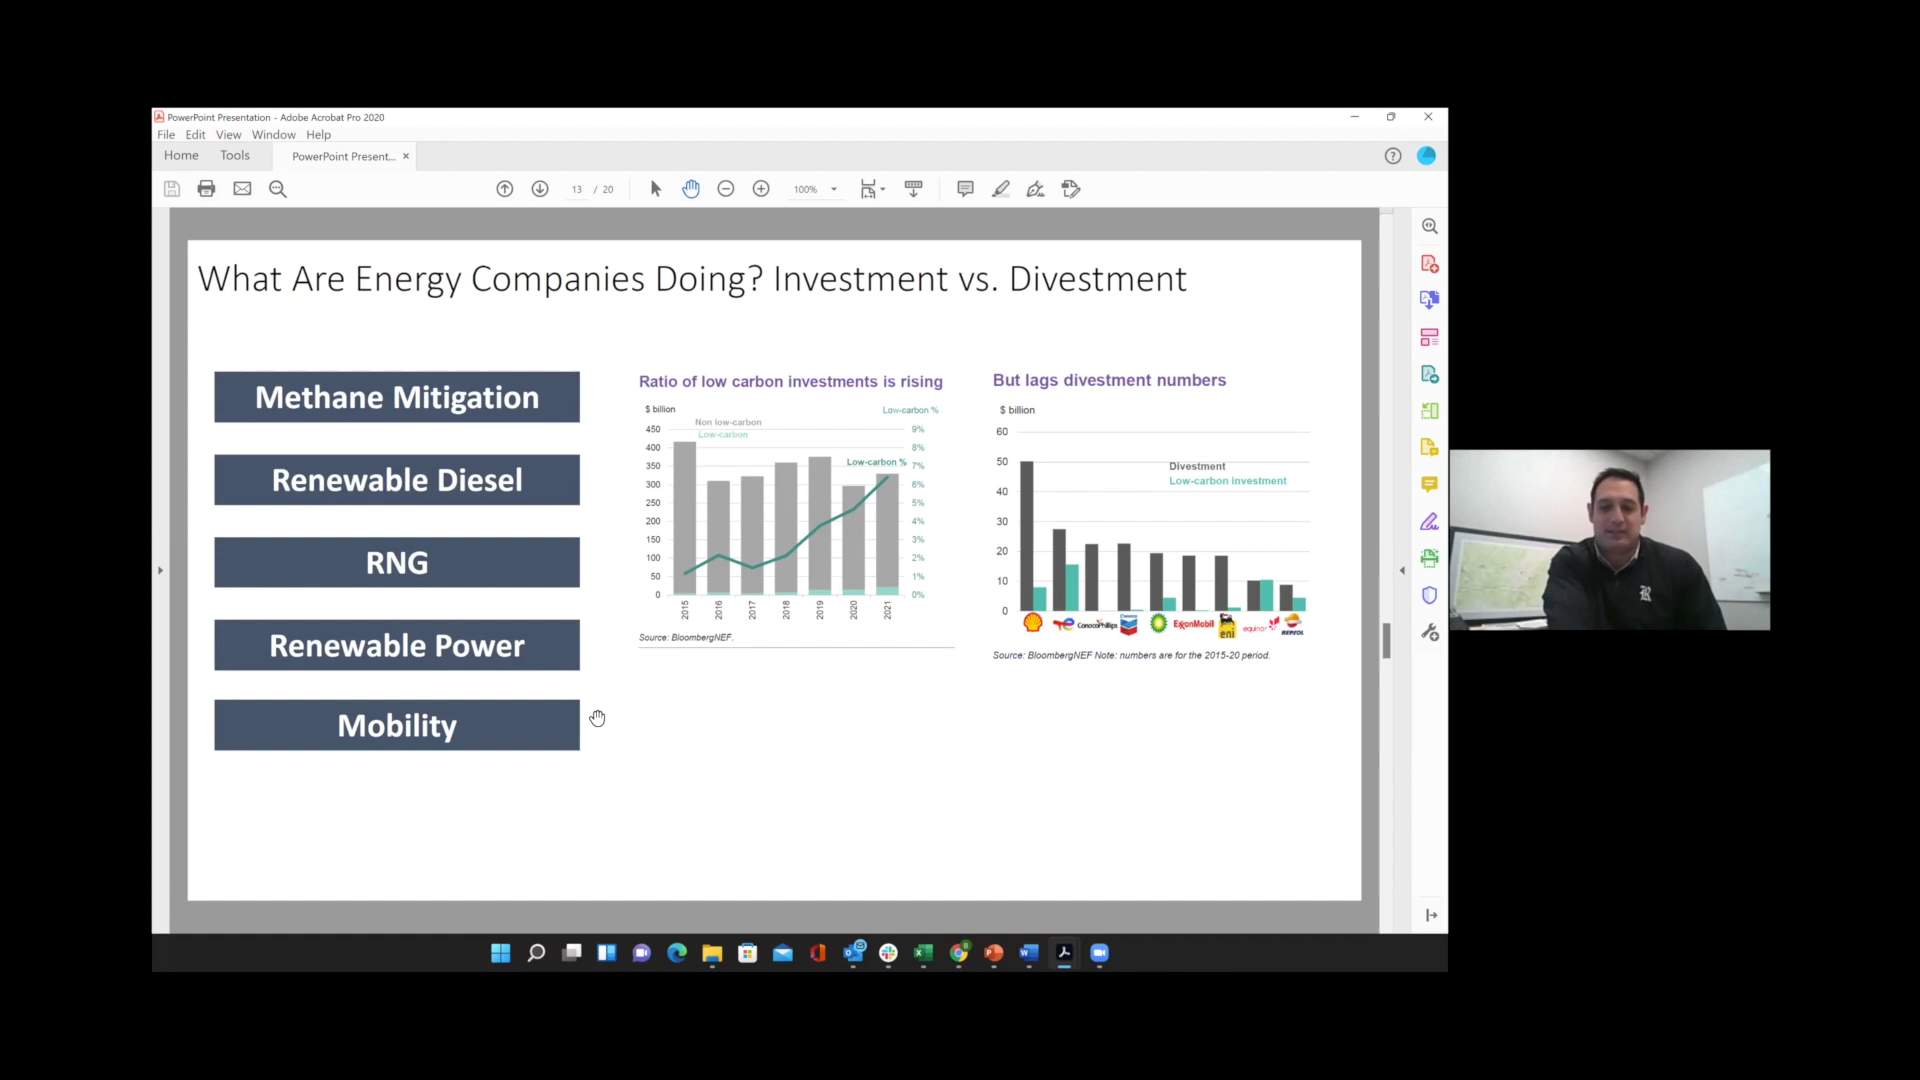 PowerPoint Presentation - Adobe Acrobat Pro 2020
File Edit View Window Help
Home Tools PowerPoint Present... ×
13 / 20 100%
What Are Energy Companies Doing? Investment vs. Divestment
Methane Mitigation
Renewable Diesel
RNG
Renewable Power
Mobility
Ratio of low carbon investments is rising
$ billion Low-carbon %
Non low-carbon
Low-carbon
Low-carbon %
450 9%
400 8%
350 7%
300 6%
250 5%
200 4%
150 3%
100 2%
50 1%
0 0%
2015 2016 2017 2018 2019 2020 2021
Source: BloombergNEF.
But lags divestment numbers
$ billion
60
50
40
30
20
10
0
Divestment
Low-carbon investment
ConocoPhillips Chevron ExxonMobil eni equinor REPSOL
Source: BloombergNEF Note: numbers are for the 2015-20 period.
R